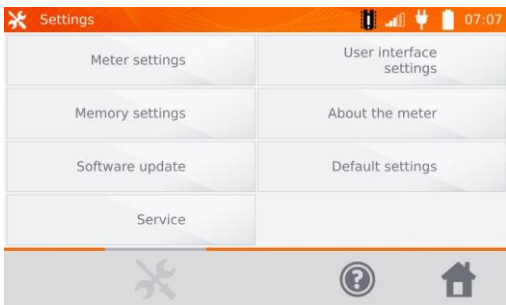 Settings
07:07
Meter settings
User interface
settings
Memory settings
About the meter
Software update
Default settings
Service